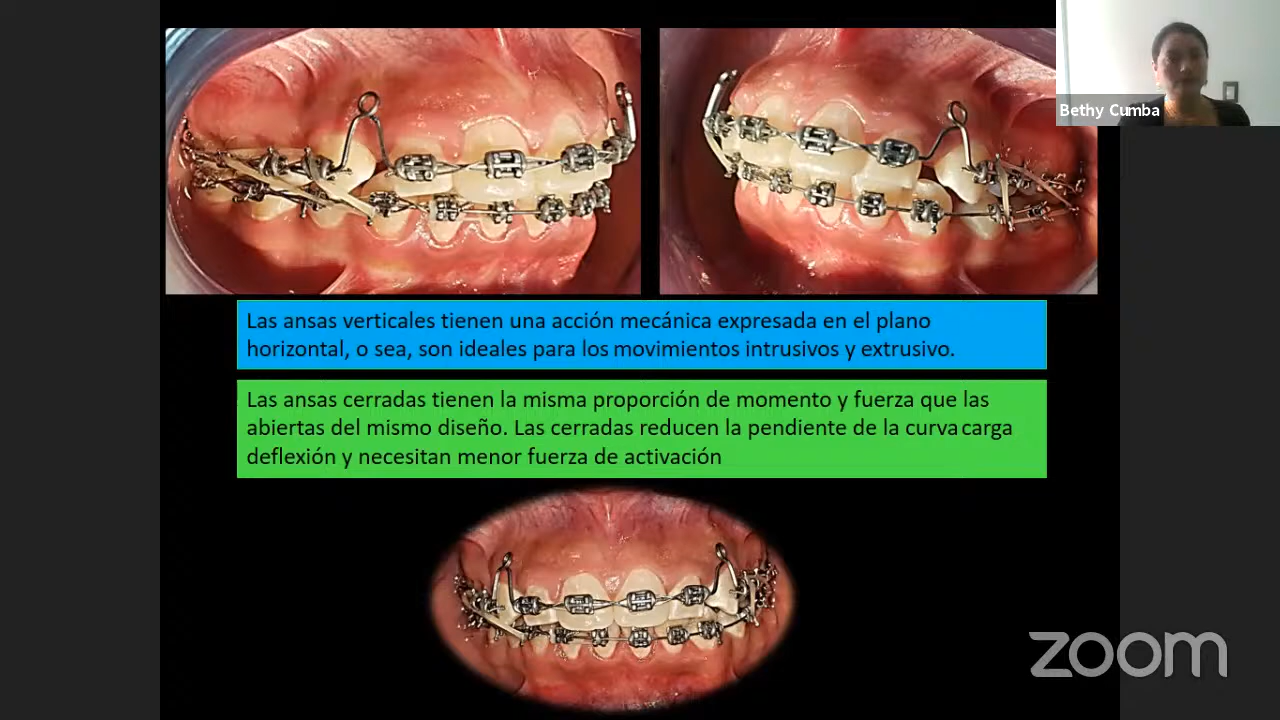 Bethy Cumba
Las ansas verticales tienen una acción mecánica expresada en el plano
horizontal, o sea, son ideales para los movimientos intrusivos y extrusivo.
Las ansas cerradas tienen la misma proporción de momento y fuerza que las
abiertas del mismo diseño. Las cerradas reducen la pendiente de la curva carga
deflexión y necesitan menor fuerza de activación
zoom